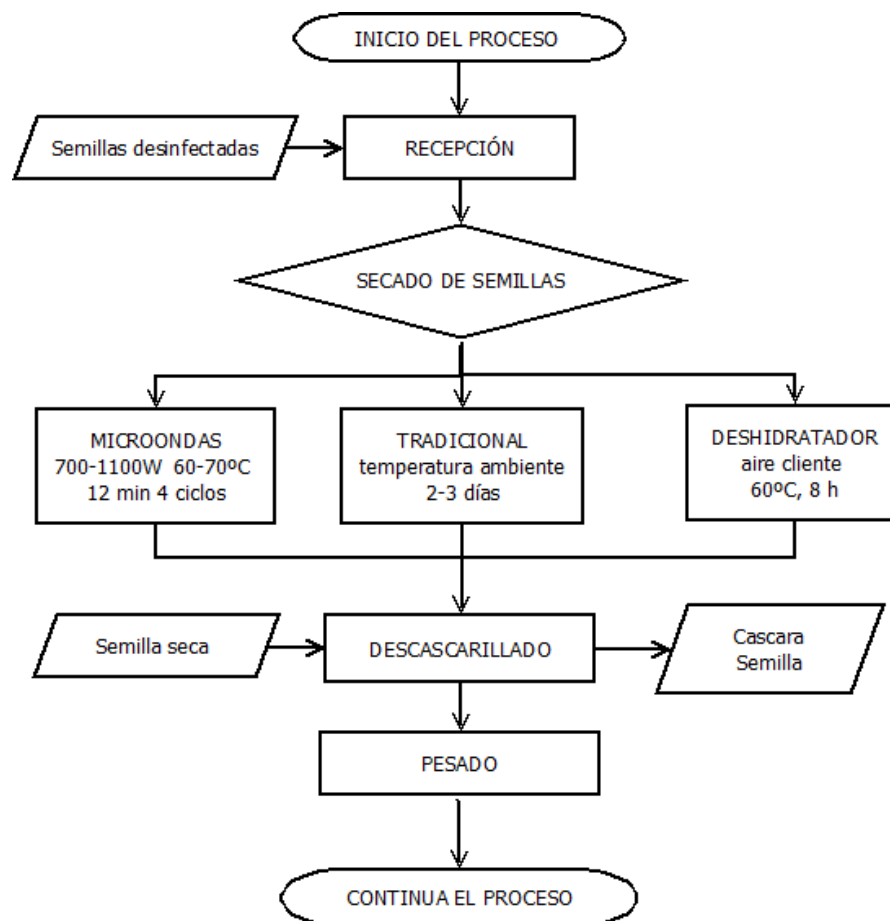 INICIO DEL PROCESO
Semillas desinfectadas
RECEPCIÓN
SECADO DE SEMILLAS
MICROONDAS
700-1100W 60-70ºC
12 min 4 ciclos
TRADICIONAL
temperatura ambiente
2-3 días
DESHIDRATADOR
aire cliente
60ºC, 8 h
Semilla seca
DESCASCARILLADO
Cascara
Semilla
PESADO
CONTINUA EL PROCESO